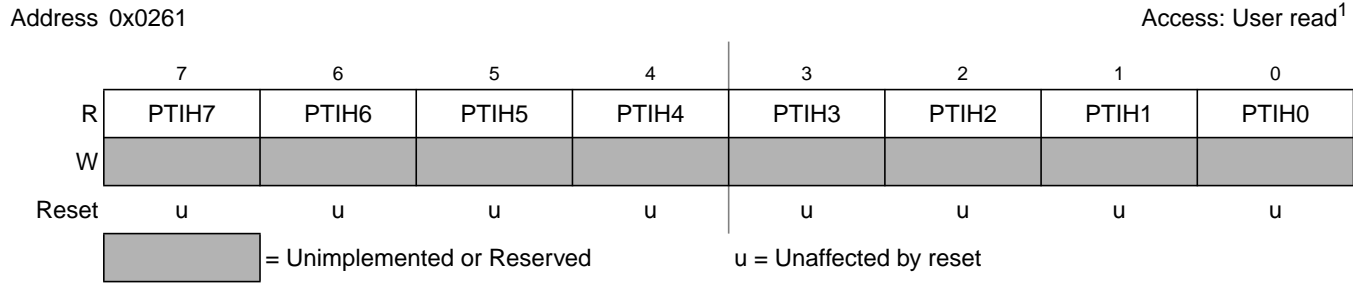 Address 0x0261 Access: User read1
7 6 5 4 3 2 1 0
R PTIH7 PTIH6 PTIH5 PTIH4 PTIH3 PTIH2 PTIH1 PTIH0
W
Reset u u u u u u u u
= Unimplemented or Reserved u = Unaffected by reset